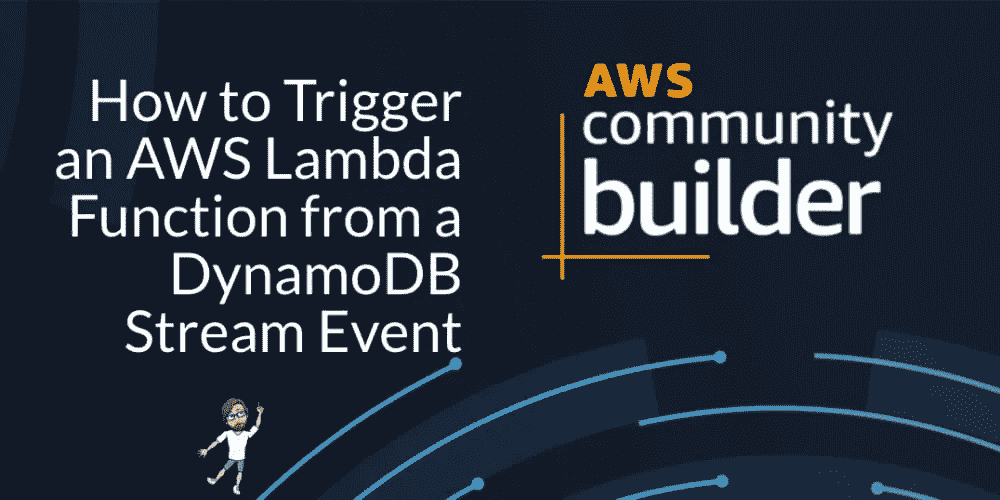 How to Trigger
an AWS Lambda
Function from a
DynamoDB
Stream Event
AWS
community
builder